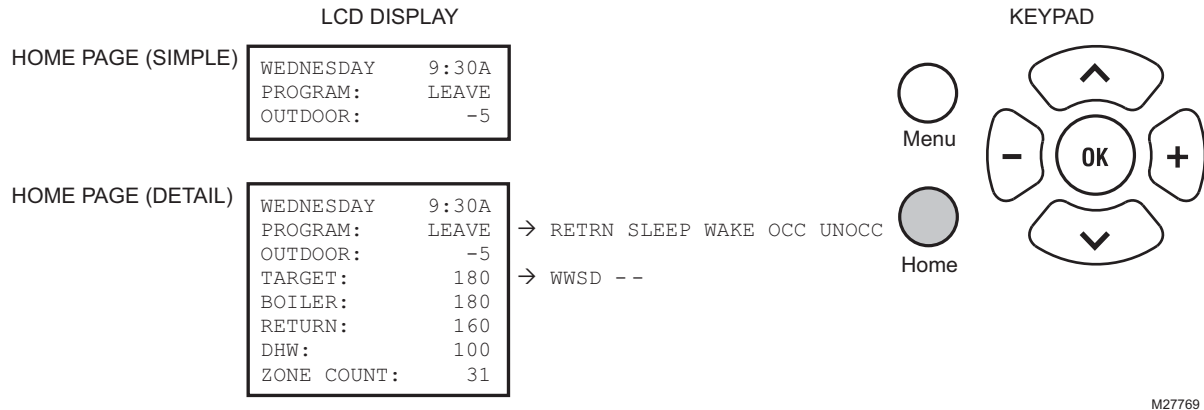 LCD DISPLAY
KEYPAD
HOME PAGE (SIMPLE)
WEDNESDAY 9:30A
PROGRAM: LEAVE
OUTDOOR: -5
Menu
- OK +
HOME PAGE (DETAIL)
WEDNESDAY 9:30A
PROGRAM: LEAVE → RETRN SLEEP WAKE OCC UNOCC
OUTDOOR: -5
TARGET: 180 → WWSD --
BOILER: 180
RETURN: 160
DHW: 100
ZONE COUNT: 31
Home
M27769